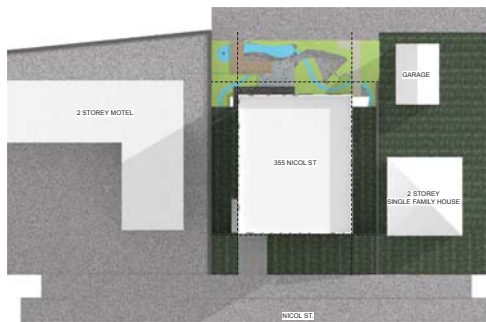 GARAGE
2 STOREY MOTEL
355 NICOL ST
2 STOREY
SINGLE FAMILY HOUSE
NICOL ST.